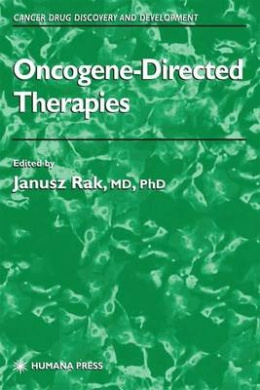 CANCER DRUG DISCOVERY AND DEVELOPMENT
Oncogene-Directed
Therapies
Edited by
Janusz Rak, MD, PhD
HUMANA PRESS